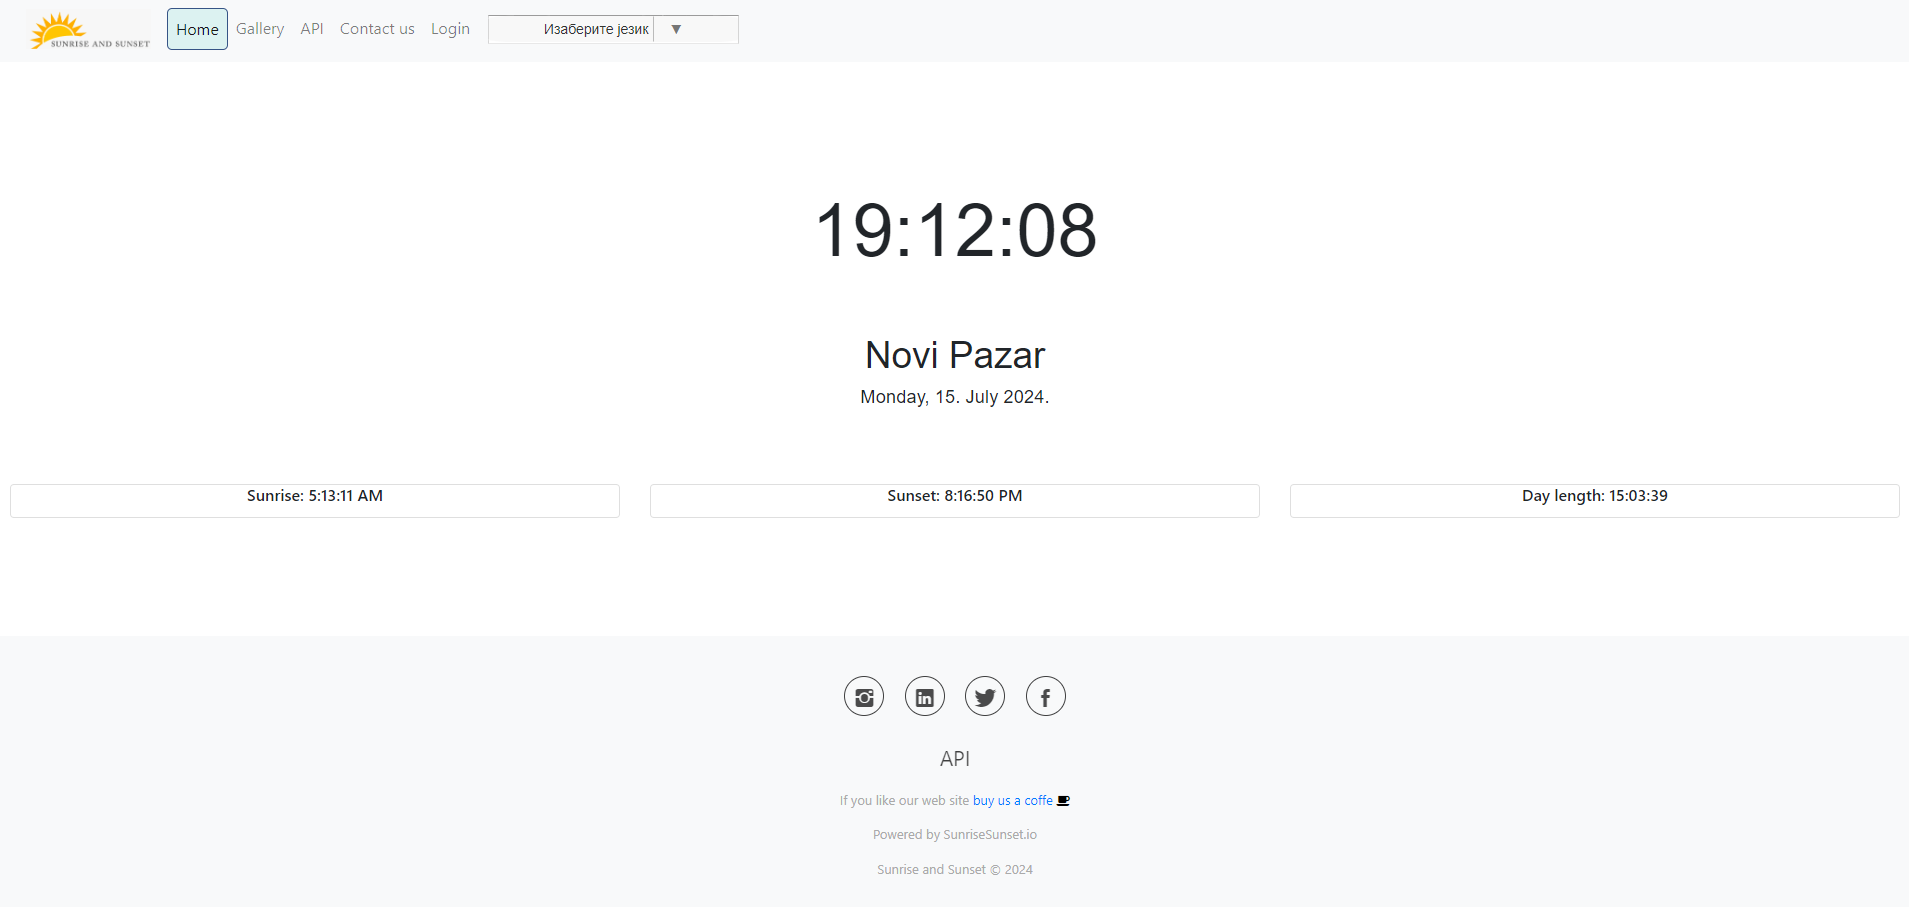 SUNRISE AND SUNSET
Home Gallery API Contact us Login Изаберите језик ▼
19:12:08
Novi Pazar
Monday, 15. July 2024.
Sunrise: 5:13:11 AM
Sunset: 8:16:50 PM
Day length: 15:03:39
API
If you like our web site buy us a coffe
Powered by SunriseSunset.io
Sunrise and Sunset © 2024